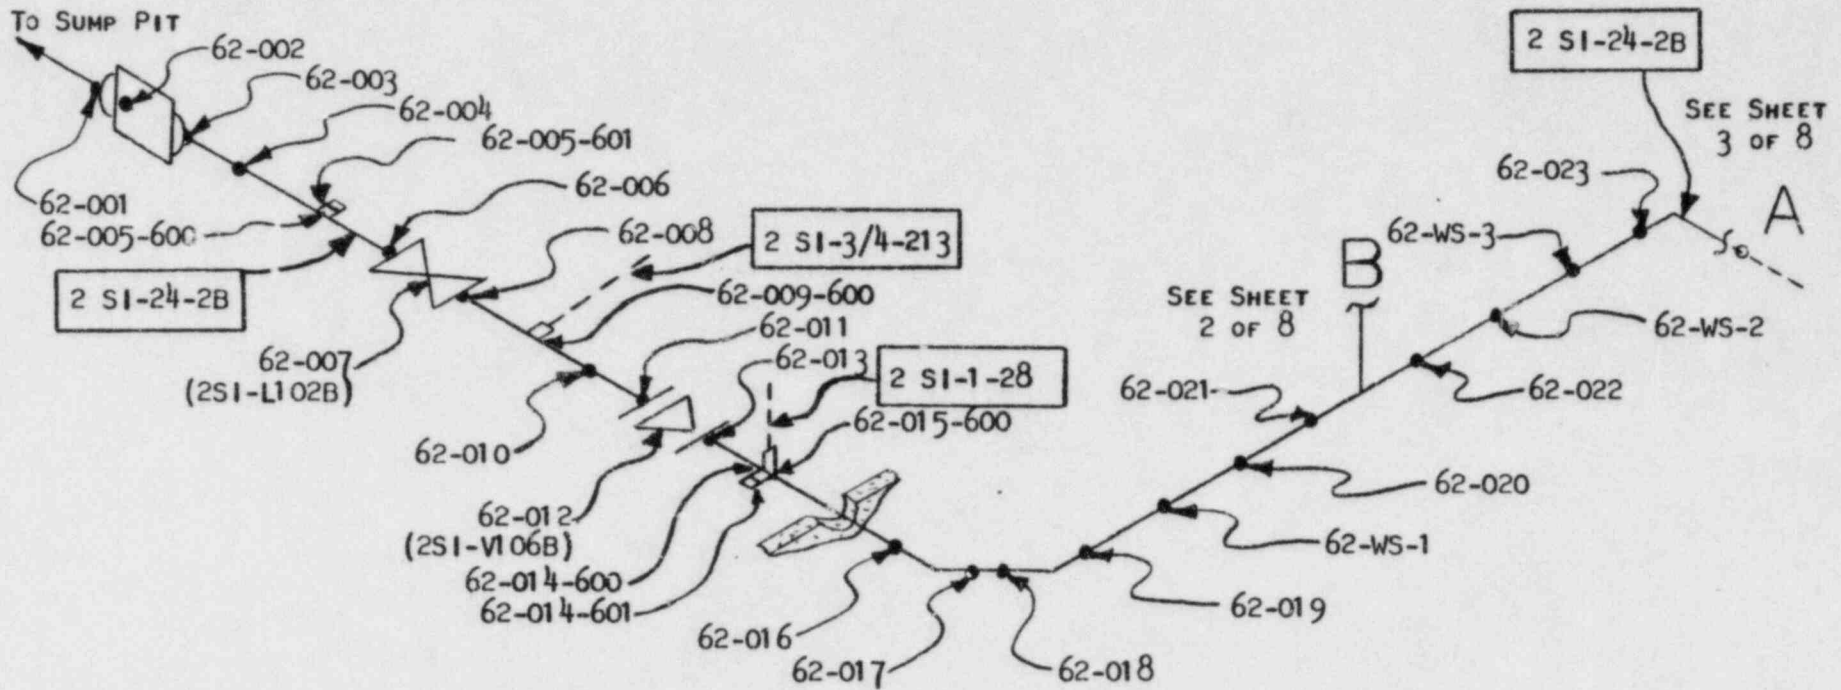 To Sump Pit
62-002
62-003
62-004
62-005-601
62-006
62-001
62-005-600
2 SI-24-2B
62-008
2 SI-3/4-213
62-009-600
62-007
(2SI-L102B)
62-011
62-013
2 SI-1-28
62-010
62-015-600
62-012
(2SI-V106B)
62-014-600
62-014-601
62-016
62-017
62-018
62-019
62-WS-1
62-020
62-021
62-022
See Sheet
2 of 8
B
62-WS-2
62-WS-3
62-023
2 SI-24-2B
See Sheet
3 of 8
A